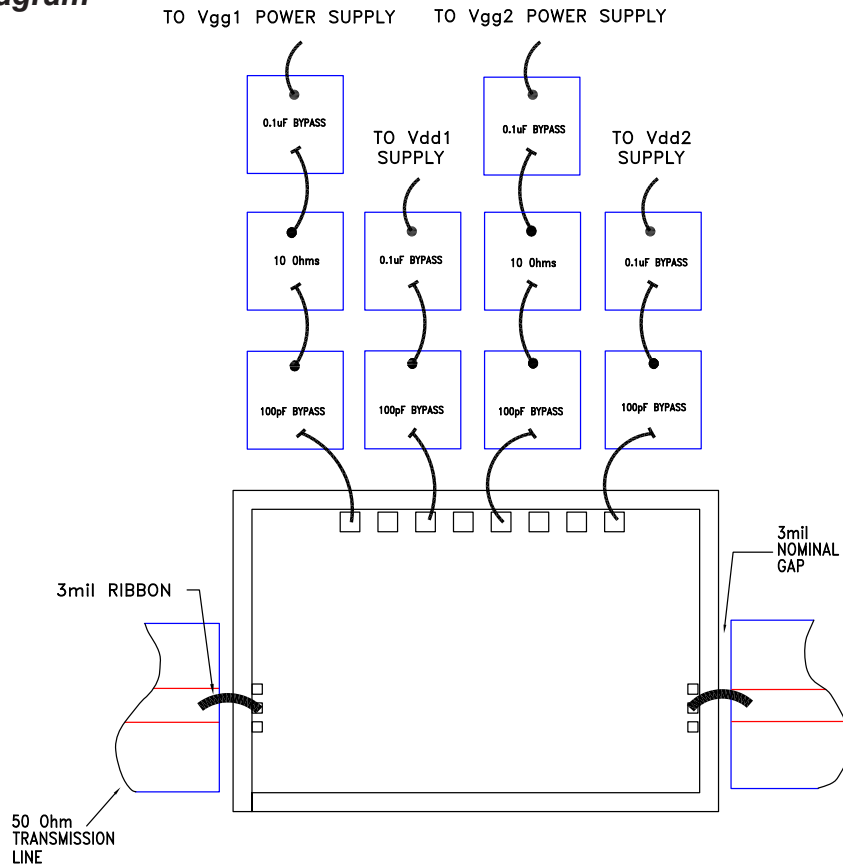 TO Vgg1 POWER SUPPLY
TO Vgg2 POWER SUPPLY
0.1uF BYPASS
0.1uF BYPASS
TO Vdd1
SUPPLY
TO Vdd2
SUPPLY
10 Ohms
0.1uF BYPASS
10 Ohms
0.1uF BYPASS
100pF BYPASS
100pF BYPASS
100pF BYPASS
100pF BYPASS
3mil
NOMINAL
GAP
3mil RIBBON
50 Ohm
TRANSMISSION
LINE